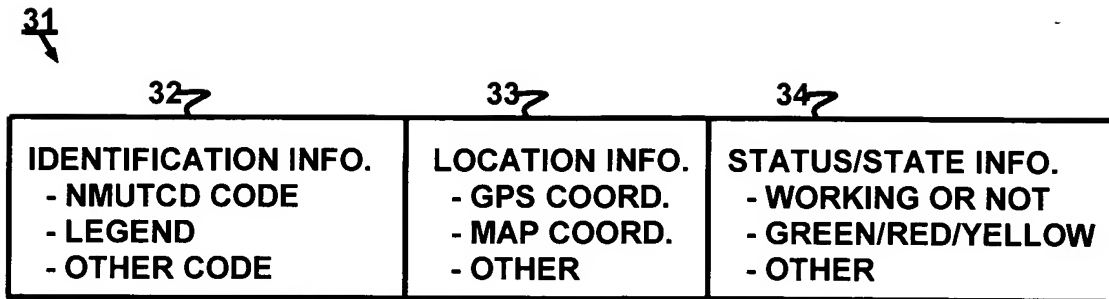 31
32 33 34
IDENTIFICATION INFO. LOCATION INFO. STATUS/STATE INFO.
- NMUTCD CODE - GPS COORD. - WORKING OR NOT
- LEGEND - MAP COORD. - GREEN/RED/YELLOW
- OTHER CODE - OTHER - OTHER